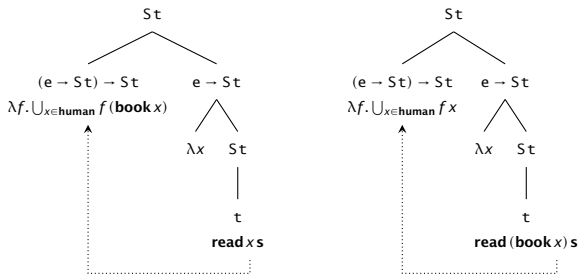 St St
(e → St) → St e → St (e → St) → St e → St
λf. ⋃x∈human f (book x) λf. ⋃x∈human f x
λx St λx St
t t
read x s read (book x) s